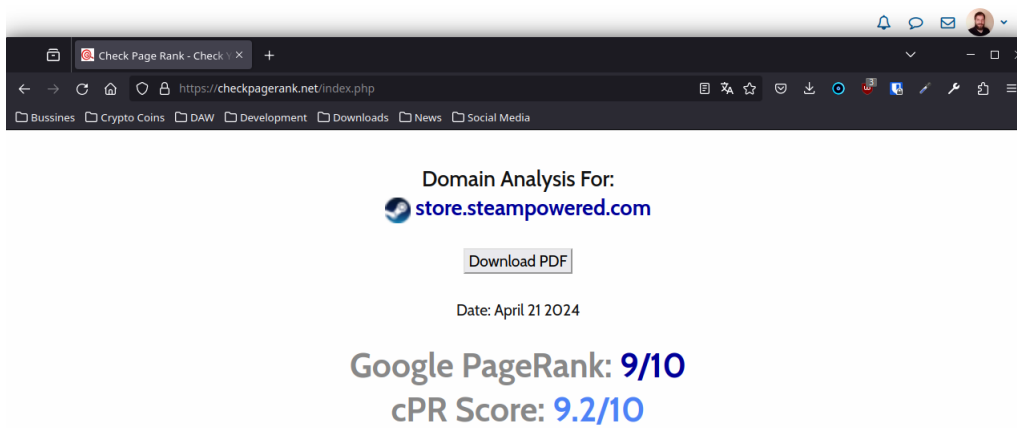 Check Page Rank - Check Y
https://checkpagerank.net/index.php
3
Bussines Crypto Coins DAW Development Downloads News Social Media
Domain Analysis For:
store.steampowered.com
Download PDF
Date: April 21 2024
Google PageRank: 9/10
cPR Score: 9.2/10